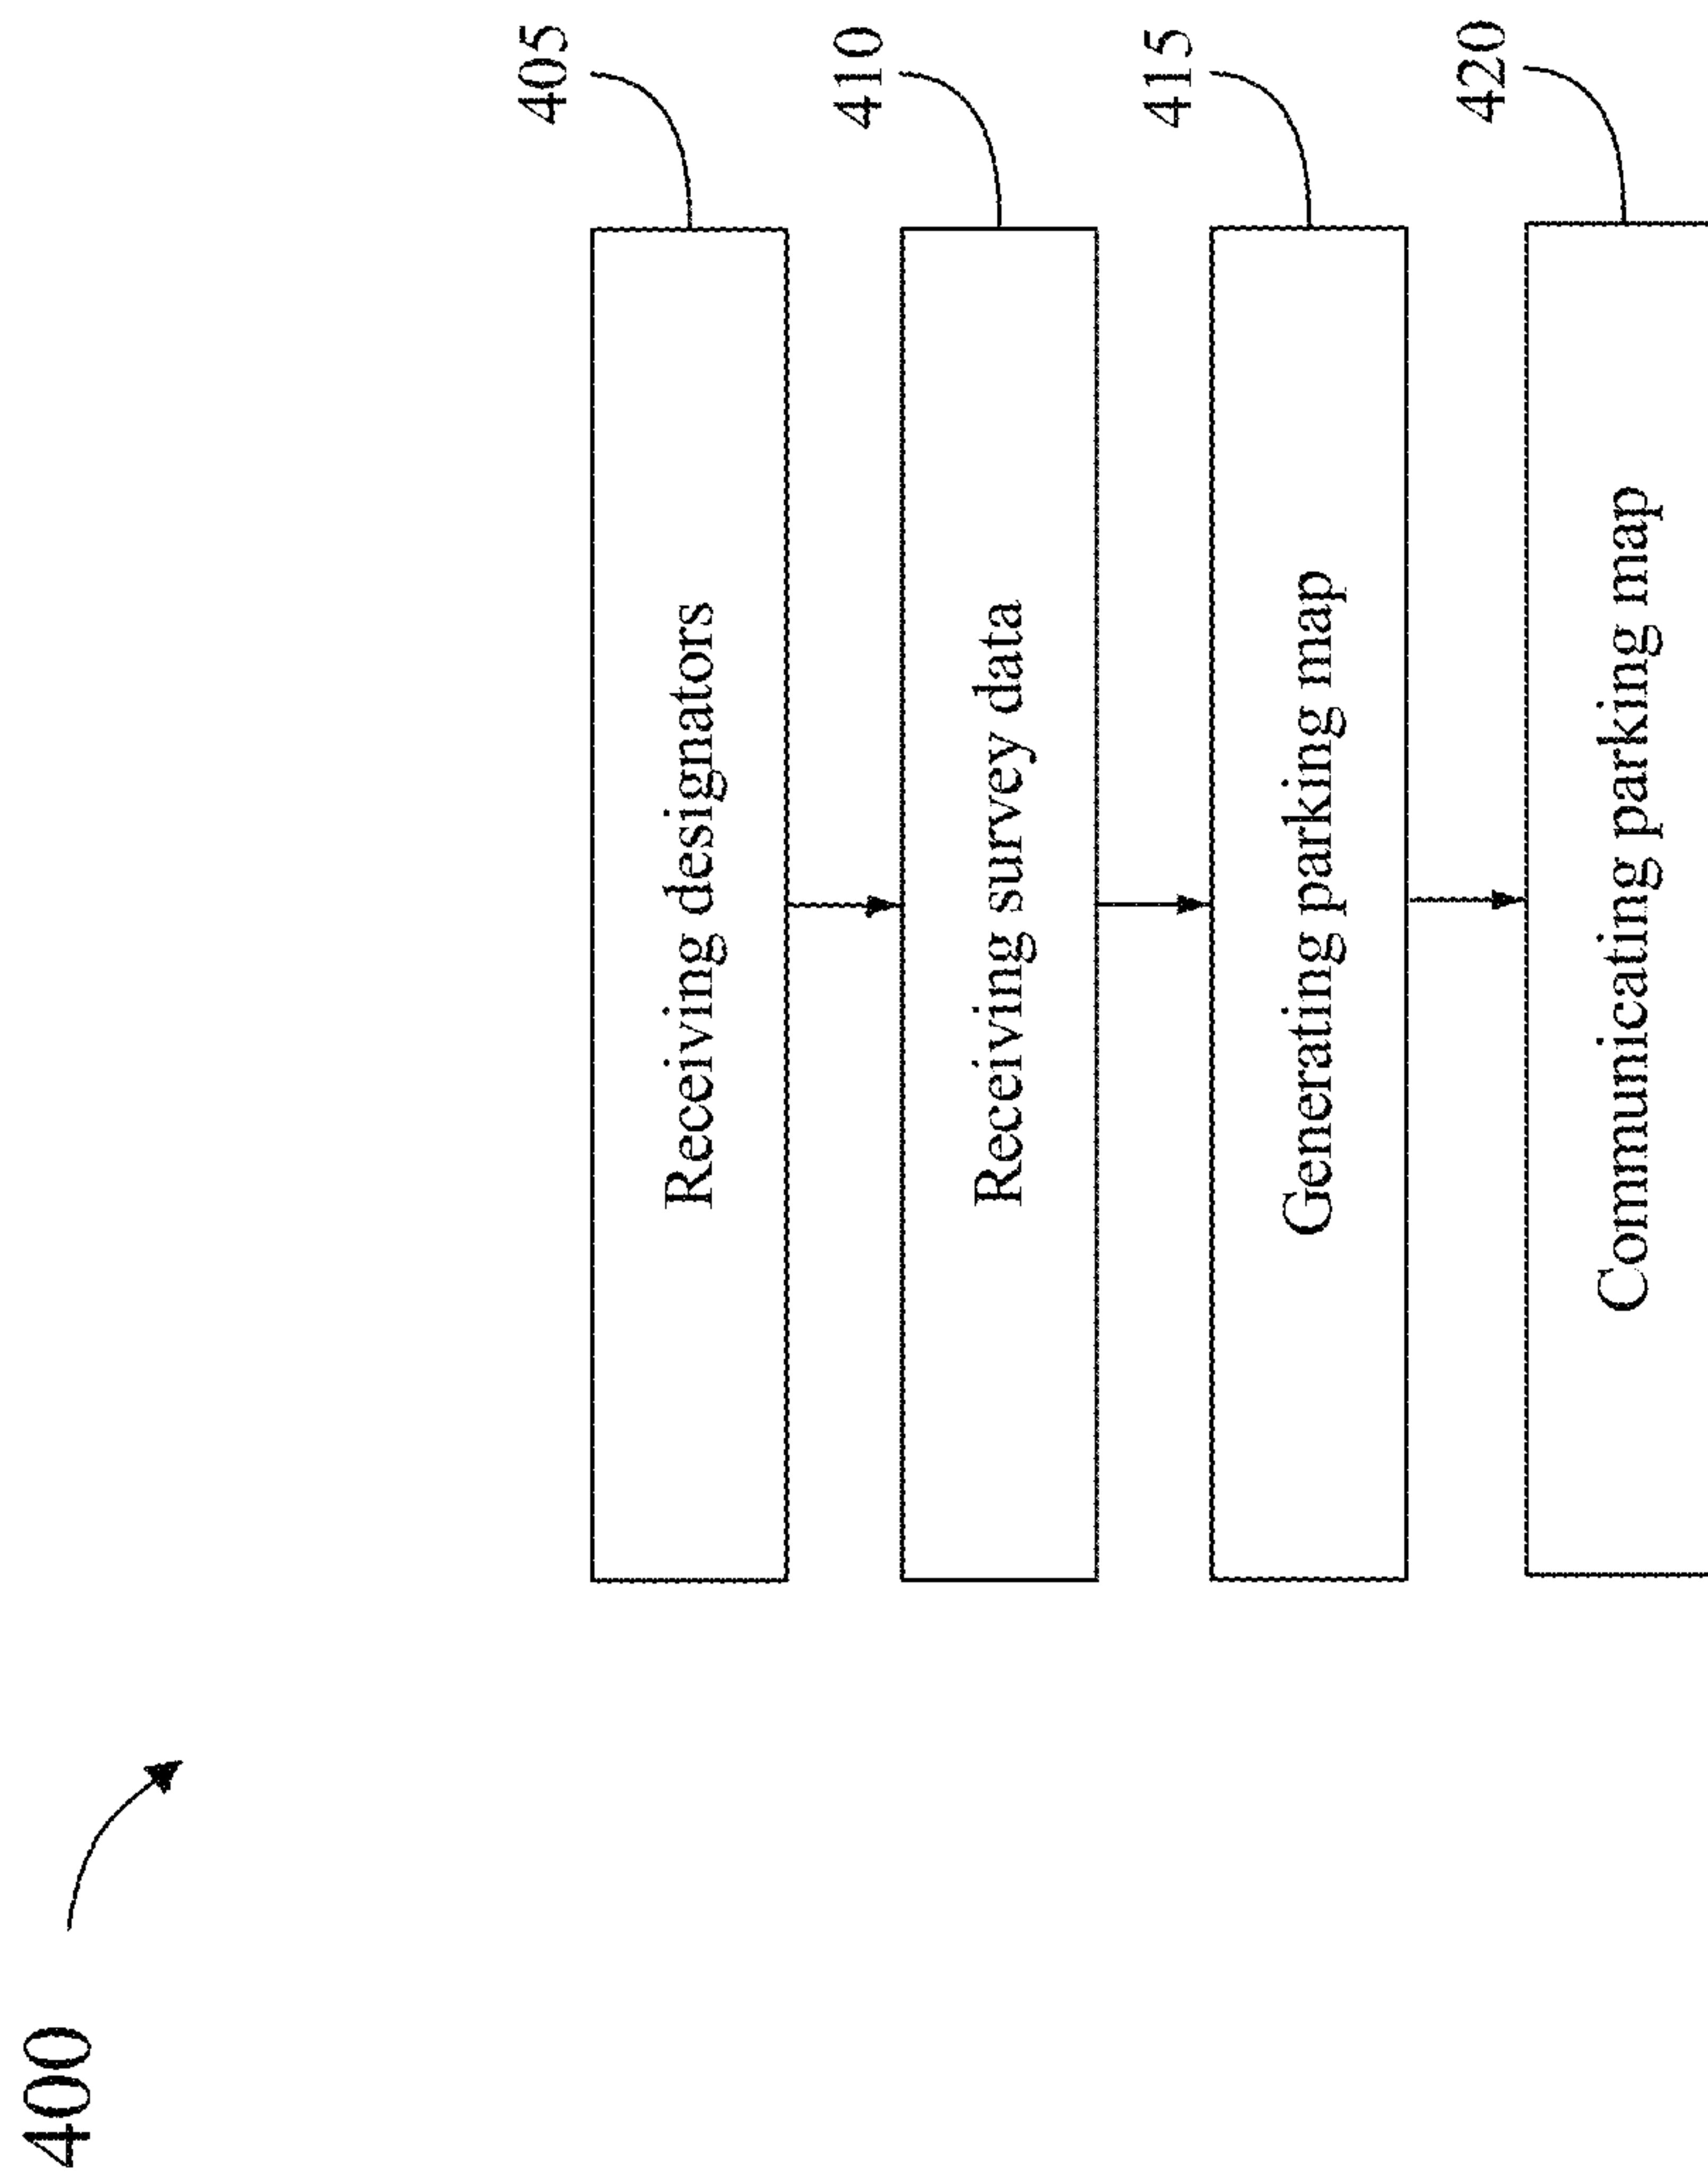 400
405
Receiving designators
410
Receiving survey data
415
Generating parking map
420
Communicating parking map